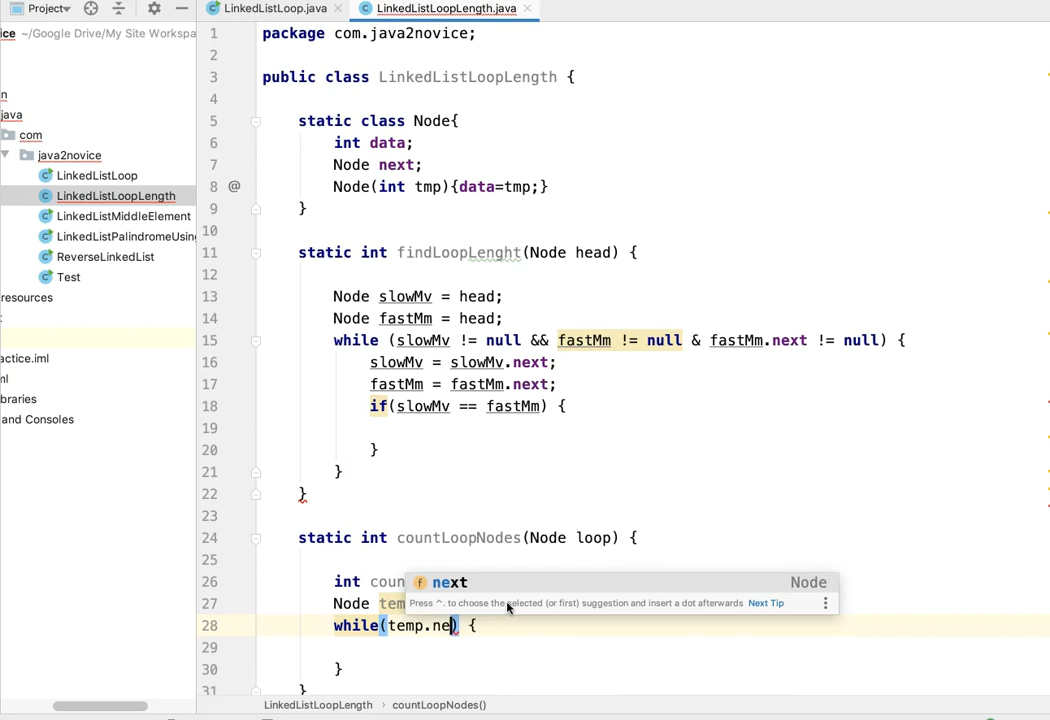 Project
LinkedListLoop.java
LinkedListLoopLength.java
ice ~/Google Drive/My Site Workspa
n
java
com
java2novice
LinkedListLoop
LinkedListLoopLength
LinkedListMiddleElement
LinkedListPalindromeUsing
ReverseLinkedList
Test
resources
t
actice.iml
ml
braries
and Consoles
1 package com.java2novice;
2
3 public class LinkedListLoopLength {
4
5 static class Node{
6 int data;
7 Node next;
8 @ Node(int tmp){data=tmp;}
9 }
10
11 static int findLoopLenght(Node head) {
12
13 Node slowMv = head;
14 Node fastMm = head;
15 while (slowMv != null && fastMm != null & fastMm.next != null) {
16 slowMv = slowMv.next;
17 fastMm = fastMm.next;
18 if(slowMv == fastMm) {
19
20 }
21 }
22 }
23
24 static int countLoopNodes(Node loop) {
25
26 int coun
27 Node tem
28 while(temp.ne) {
29
30 }
31 }
f next Node
Press ^. to choose the selected (or first) suggestion and insert a dot afterwards Next Tip
LinkedListLoopLength › countLoopNodes()